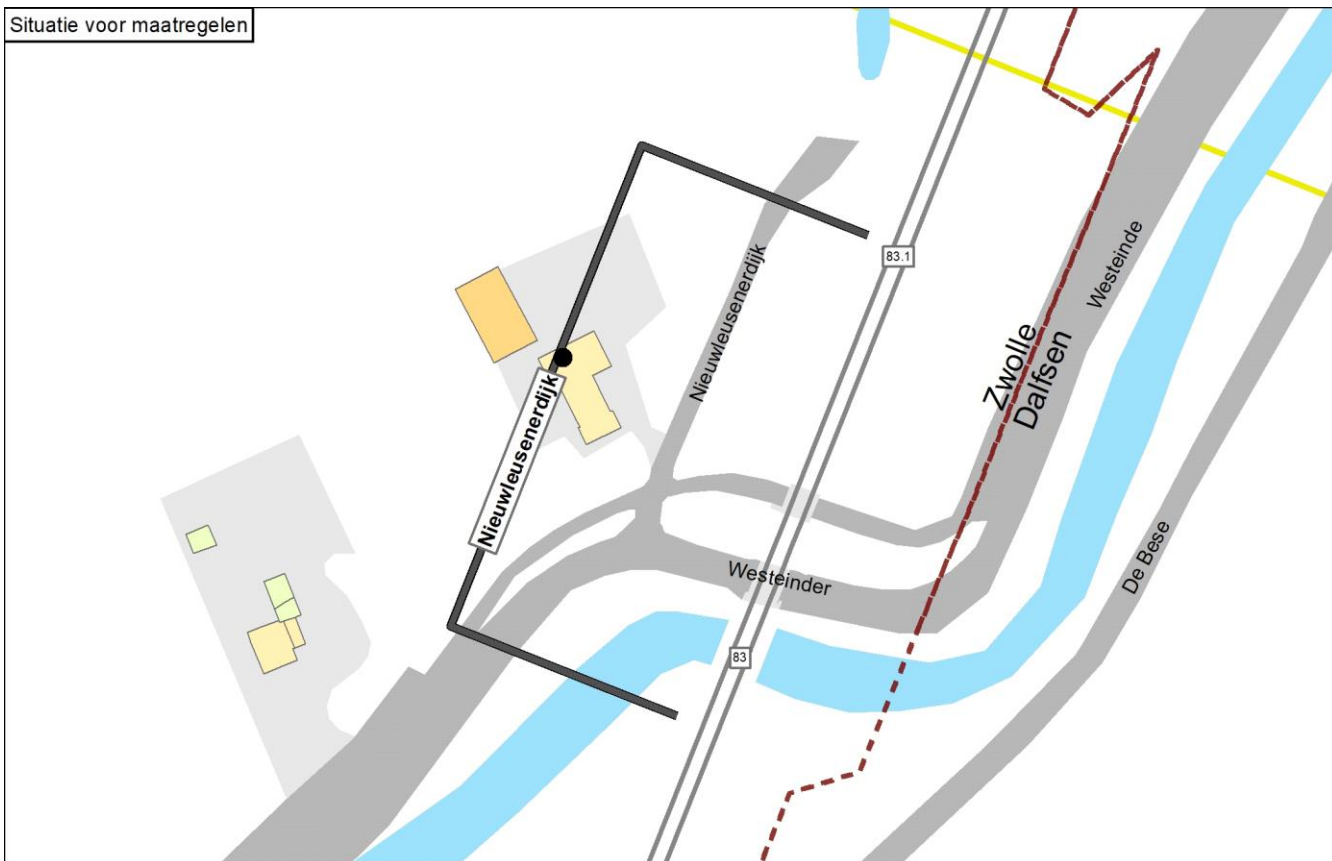 Situatie voor maatregelen
83.1
Westeinde
Nieuwleusenerdijk
Zwolle
Dalfsen
Nieuwleusenerdijk
De Bese
Westeinder
83